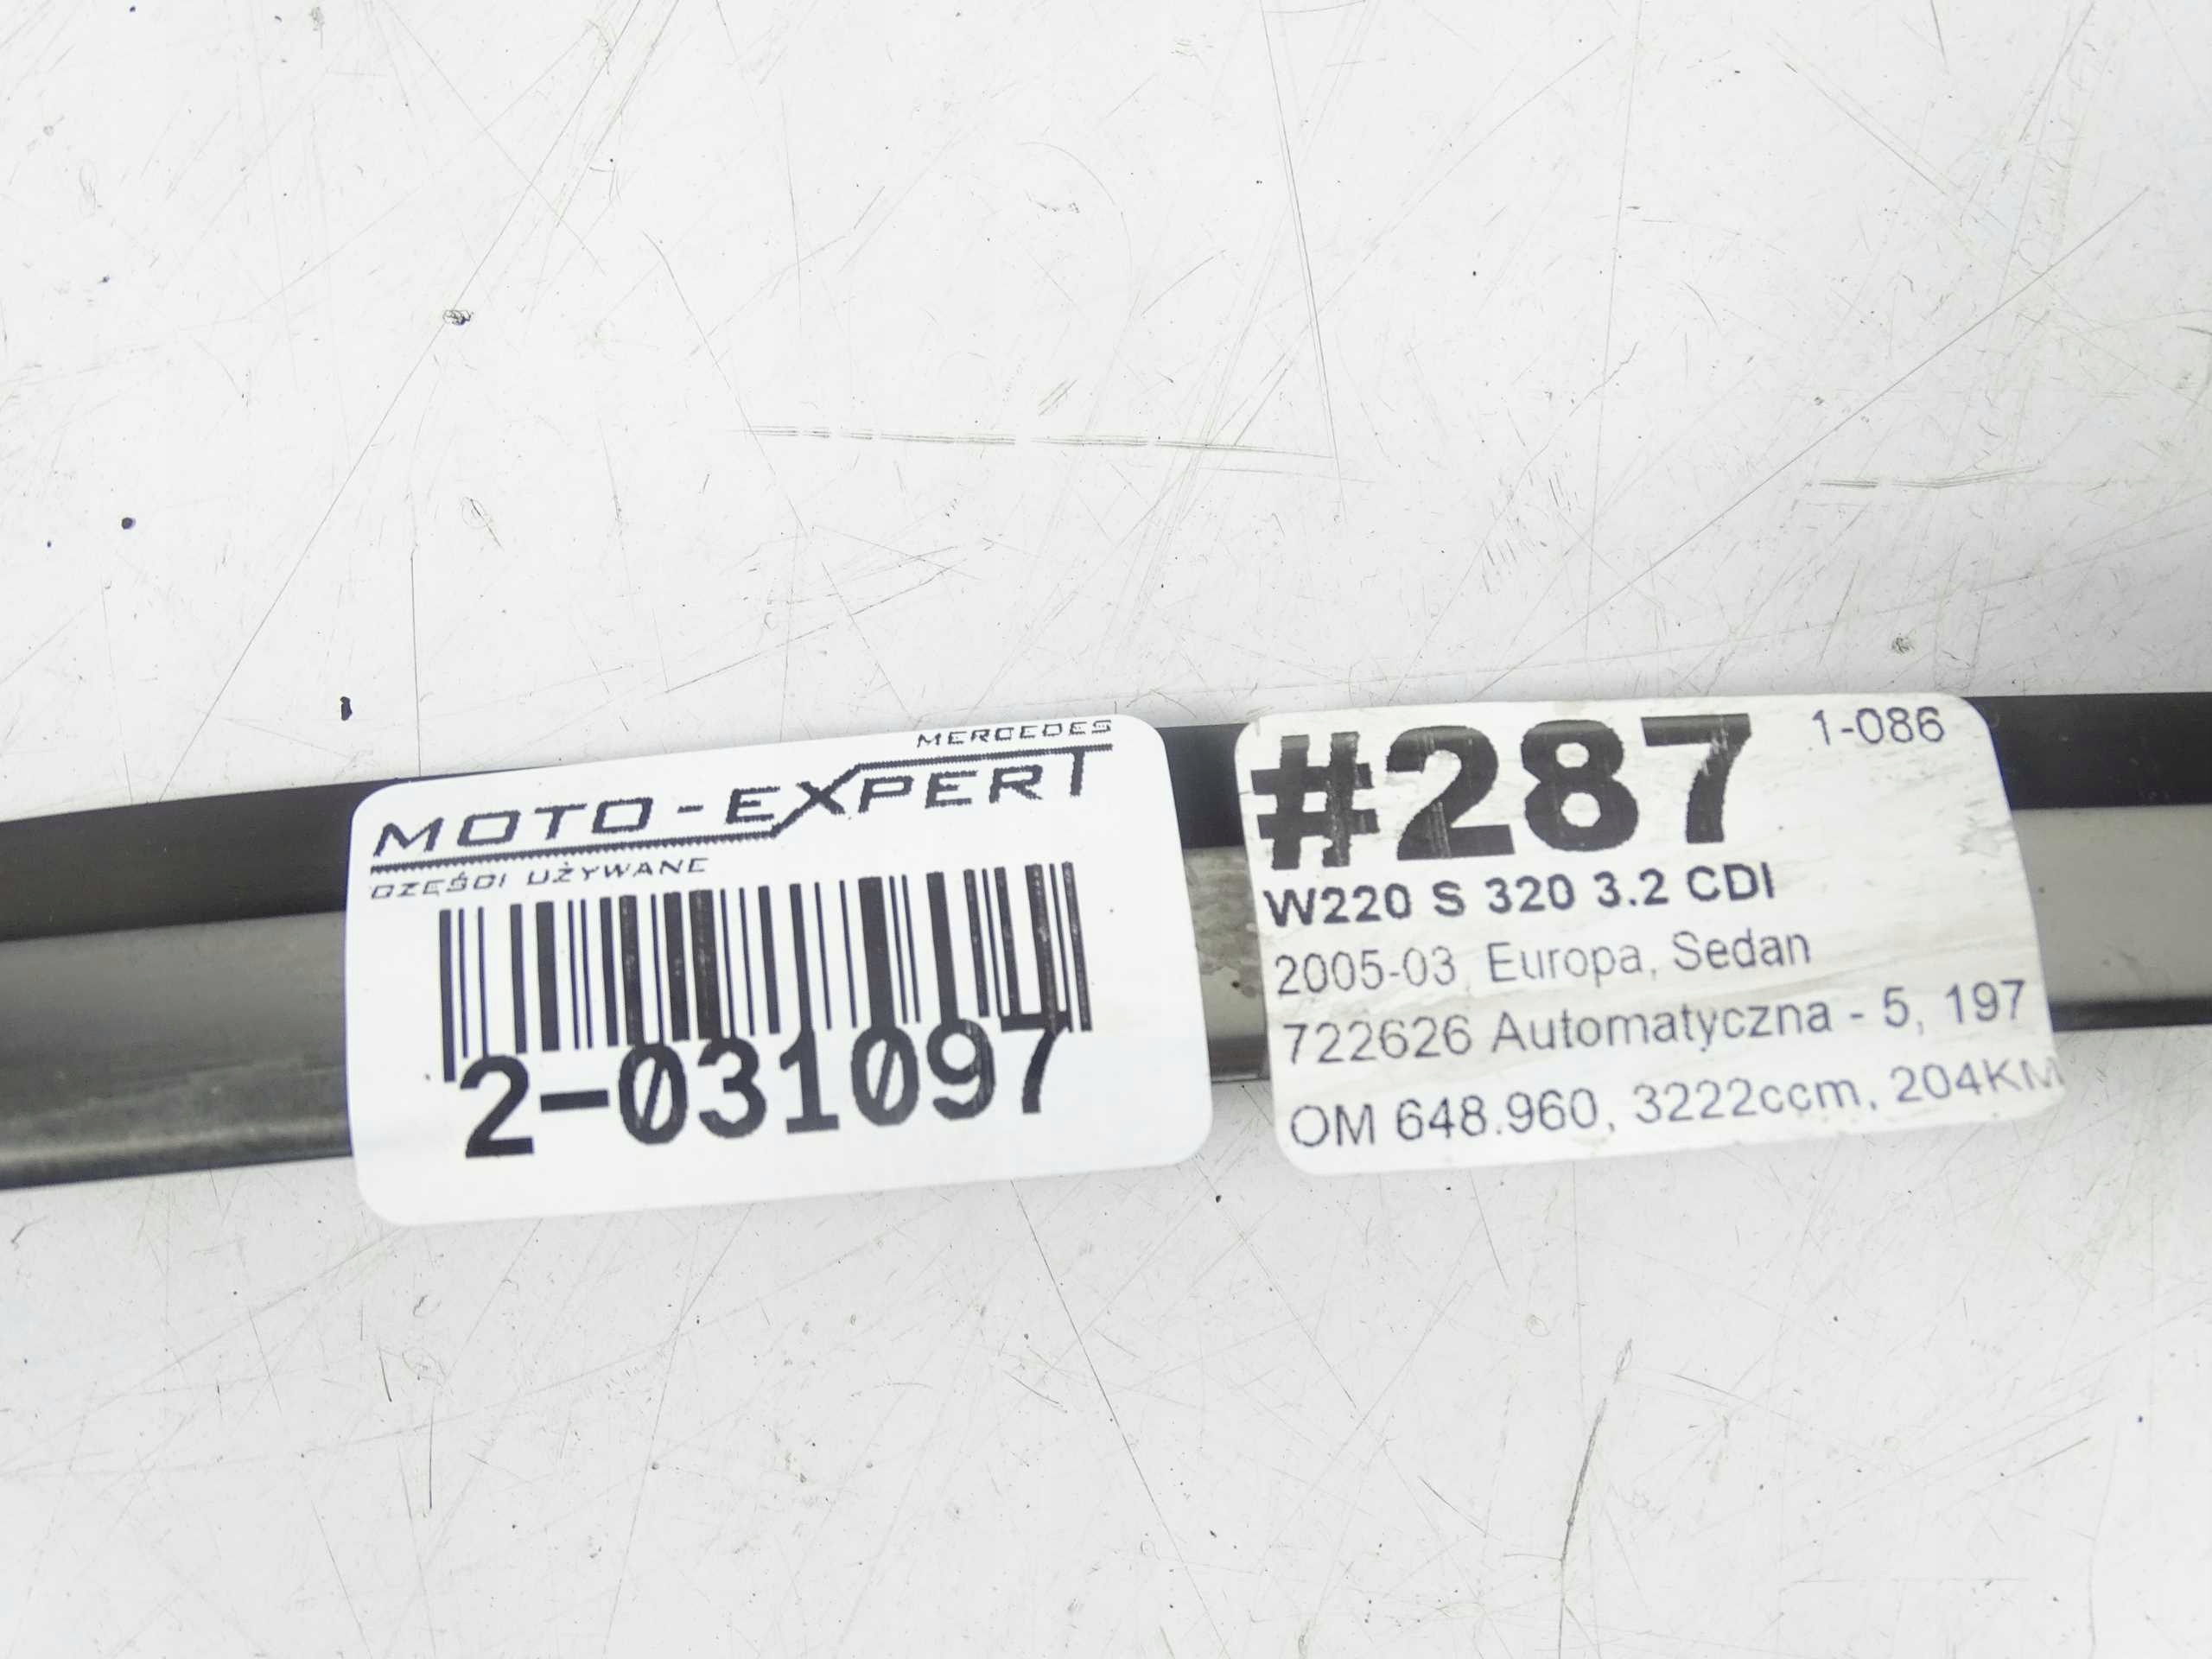 MERCEDES
MOTO-EXPERT
CZĘŚCI UŻYWANE
2-031097
#287
1-086
W220 S 320 3.2 CDI
2005-03, Europa, Sedan
722626 Automatyczna - 5, 197
OM 648.960, 3222ccm, 204KM